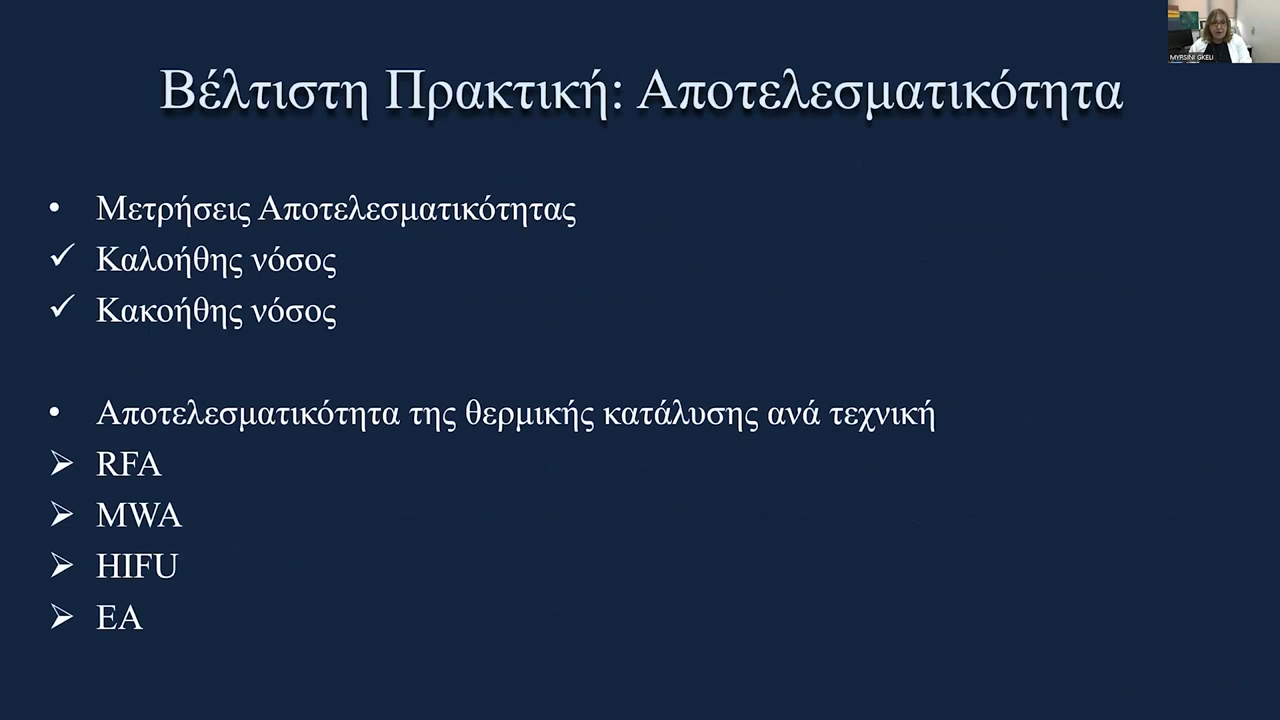 MYRSINI GKELI
Βέλτιστη Πρακτική: Αποτελεσματικότητα
• Μετρήσεις Αποτελεσματικότητας
✓ Καλοήθης νόσος
✓ Κακοήθης νόσος
• Αποτελεσματικότητα της θερμικής κατάλυσης ανά τεχνική
➢ RFA
➢ MWA
➢ HIFU
➢ EA